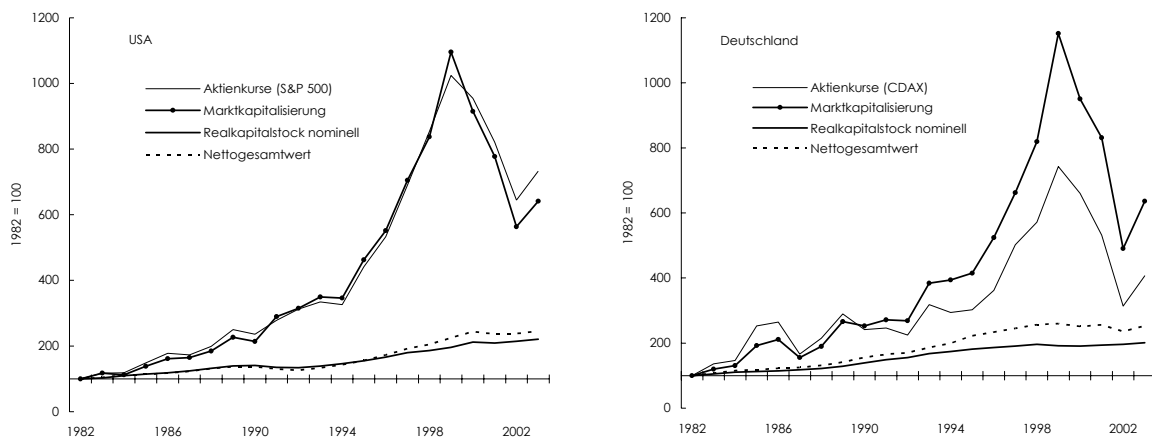 USA
Aktienkurse (S&P 500)
Marktkapitalisierung
Realkapitalstock nominell
Nettogesamtwert
1982 = 100
1200
1000
800
600
400
200
0
1982 1986 1990 1994 1998 2002
Deutschland
Aktienkurse (CDAX)
Marktkapitalisierung
Realkapitalstock nominell
Nettogesamtwert
1982 = 100
1200
1000
800
600
400
200
0
1982 1986 1990 1994 1998 2002